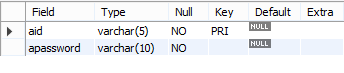 Field Type Null Key Default Extra
aid varchar(5) NO PRI NULL
apassword varchar(10) NO NULL